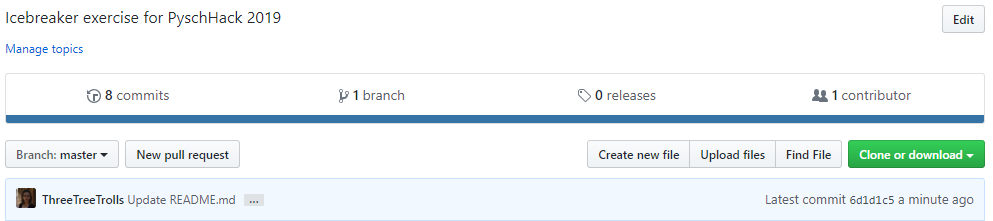 Icebreaker exercise for PyschHack 2019
Edit
Manage topics
8 commits
1 branch
0 releases
1 contributor
Branch: master
New pull request
Create new file
Upload files
Find File
Clone or download
ThreeTreeTrolls Update README.md ...
Latest commit 6d1d1c5 a minute ago